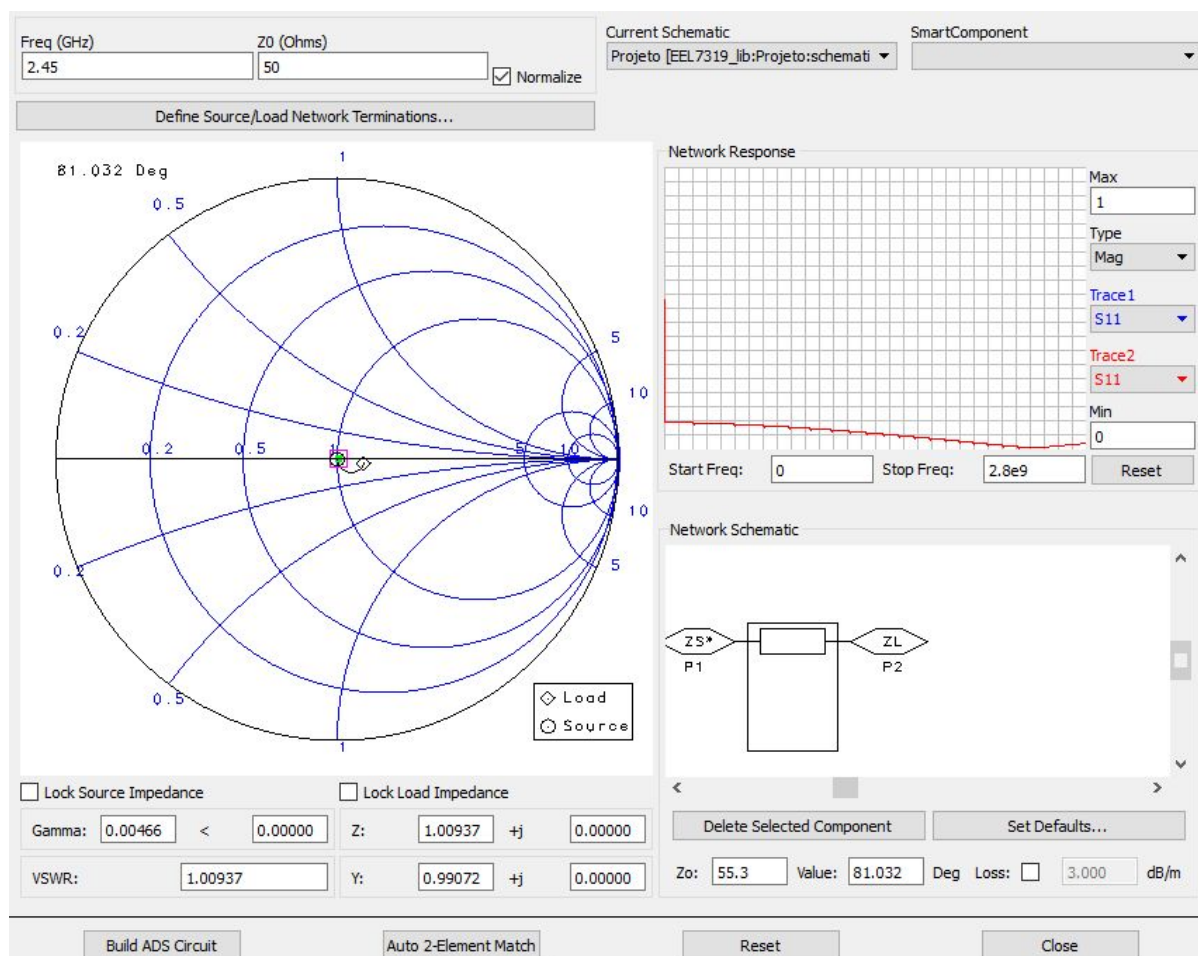 Freq (GHz)
2.45
Z0 (Ohms)
50
Normalize
Current Schematic
Projeto [EEL7319_lib:Projeto:schemati
SmartComponent
Define Source/Load Network Terminations...
81.032 Deg
1
0.5
0.2
5
10
0.2
0.5
1
5
10
10
5
0.2
0.5
1
Load
Source
Network Response
Max
1
Type
Mag
Trace1
S11
Trace2
S11
Min
0
Start Freq:
0
Stop Freq:
2.8e9
Reset
Network Schematic
ZS*
P1
ZL
P2
Lock Source Impedance
Lock Load Impedance
Gamma: 0.00466 < 0.00000
Z: 1.00937 +j 0.00000
VSWR: 1.00937
Y: 0.99072 +j 0.00000
Delete Selected Component
Set Defaults...
Zo: 55.3 Value: 81.032 Deg Loss: 3.000 dB/m
Build ADS Circuit
Auto 2-Element Match
Reset
Close